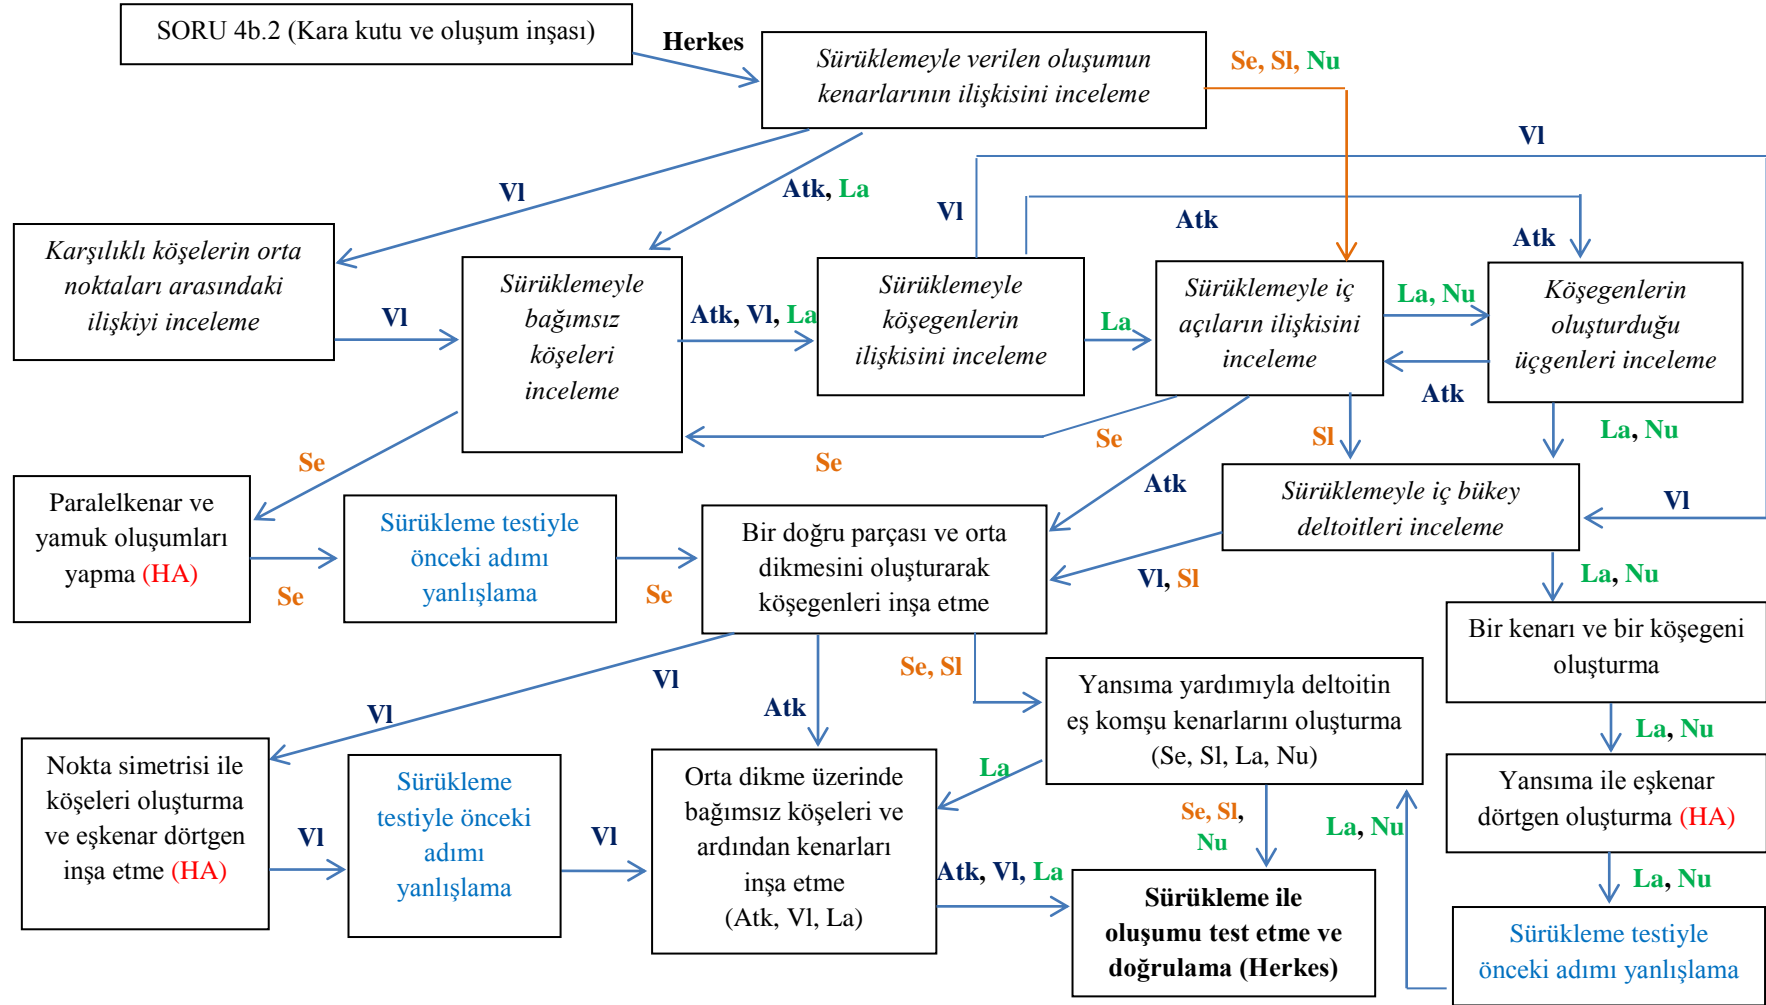 SORU 4b.2 (Kara kutu ve oluşum inşası)
Herkes
Sürüklemeyle verilen oluşumun
kenarlarının ilişkisini inceleme
Se, Sl, Nu
Vl
Vl
Atk, La
Vl
Atk
Atk
Karşılıklı köşelerin orta
noktaları arasındaki
ilişkiyi inceleme
Vl
Sürüklemeyle
bağımsız
köşeleri
inceleme
Atk, Vl, La
Sürüklemeyle
köşegenlerin
ilişkisini inceleme
La
Sürüklemeyle iç
açıların ilişkisini
inceleme
La, Nu
Atk
Köşegenlerin
oluşturduğu
üçgenleri inceleme
Se
Se
Se
Sl
La, Nu
Atk
Vl
Paralelkenar ve
yamuk oluşumları
yapma (HA)
Se
Sürükleme testiyle
önceki adımı
yanlışlama
Se
Bir doğru parçası ve orta
dikmesini oluşturarak
köşegenleri inşa etme
Sürüklemeyle iç bükey
deltoitleri inceleme
Vl, Sl
La, Nu
Bir kenarı ve bir köşegeni
oluşturma
Vl
Vl
Atk
Se, Sl
Yansıma yardımıyla deltoitin
eş komşu kenarlarını oluşturma
(Se, Sl, La, Nu)
La, Nu
Nokta simetrisi ile
köşeleri oluşturma
ve eşkenar dörtgen
inşa etme (HA)
Vl
Sürükleme
testiyle önceki
adımı
yanlışlama
Vl
Orta dikme üzerinde
bağımsız köşeleri ve
ardından kenarları
inşa etme
(Atk, Vl, La)
La
Se, Sl,
Nu
La, Nu
Yansıma ile eşkenar
dörtgen oluşturma (HA)
Atk, Vl, La
Sürükleme ile
oluşumu test etme ve
doğrulama (Herkes)
La, Nu
Sürükleme testiyle
önceki adımı yanlışlama